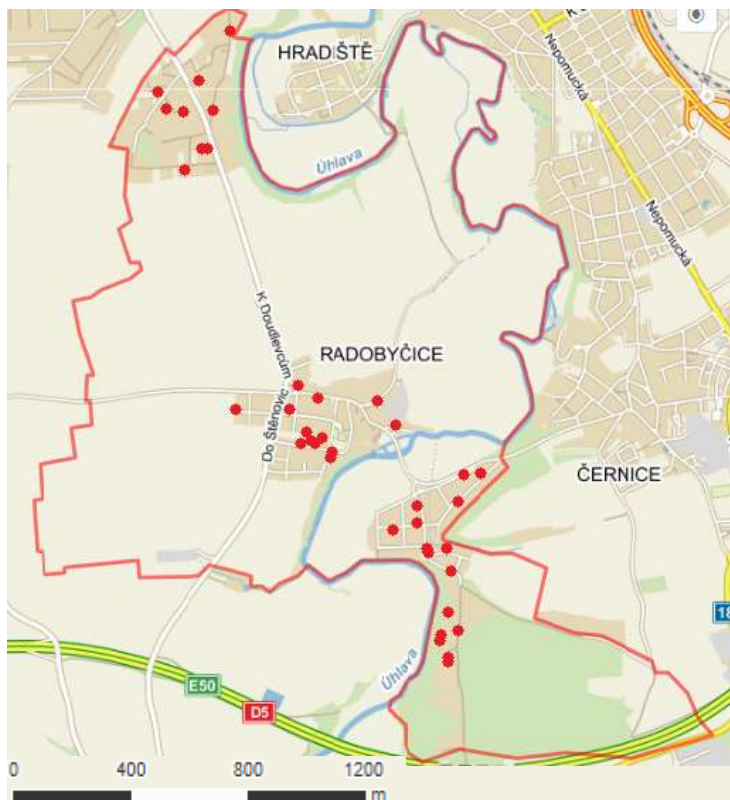 HRADIŠTĚ
Nepomucká
Úhlava
Nepomucká
K Doudlevcům
RADOBYČICE
Do Štěnovic
ČERNICE
18
Úhlava
E50
D5
0 400 800 1200
m